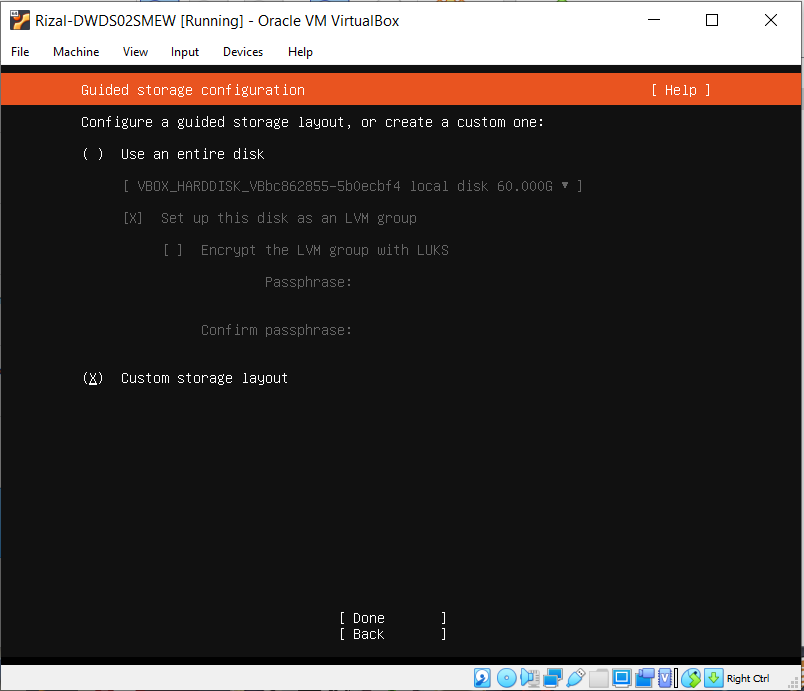 Rizal-DWDS02SMEW [Running] - Oracle VM VirtualBox
File Machine View Input Devices Help
Guided storage configuration [ Help ]
Configure a guided storage layout, or create a custom one:
( ) Use an entire disk
[ VBOX_HARDDISK_VBbc862855-5b0ecbf4 local disk 60.000G ▾ ]
[X] Set up this disk as an LVM group
[ ] Encrypt the LVM group with LUKS
Passphrase:
Confirm passphrase:
(X) Custom storage layout
[ Done ]
[ Back ]
Right Ctrl